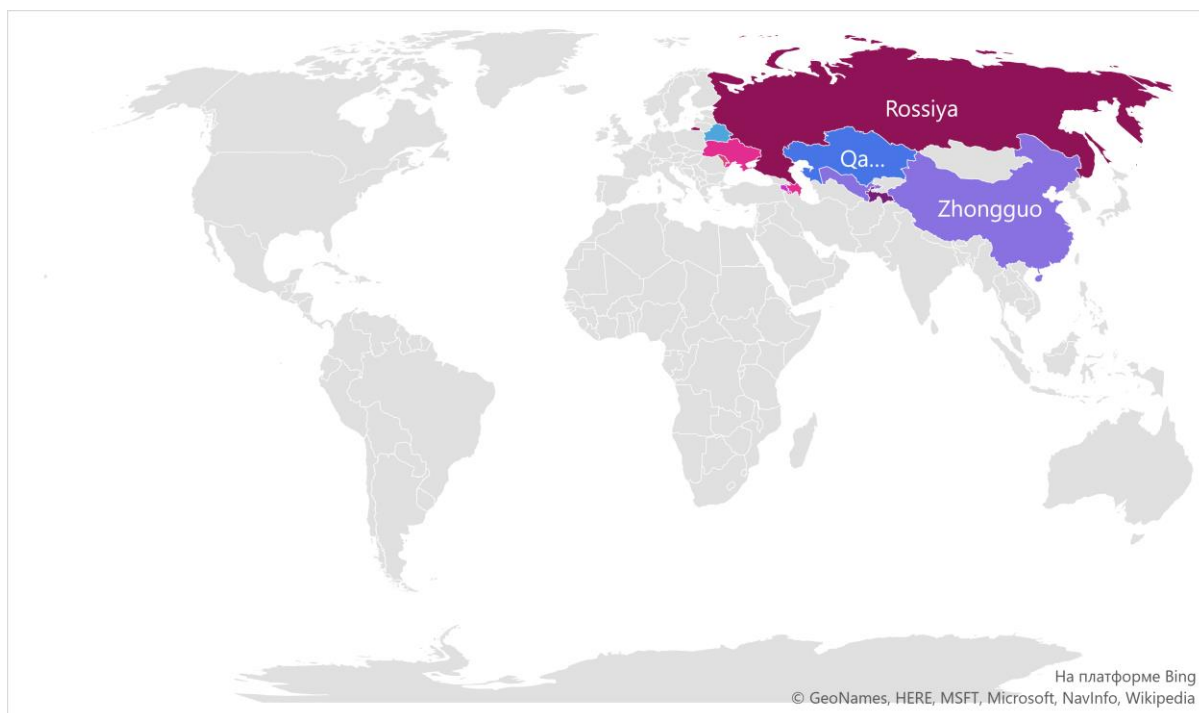 Rossiya
Qa...
Zhongguo
На платформе Bing
© GeoNames, HERE, MSFT, Microsoft, NavInfo, Wikipedia